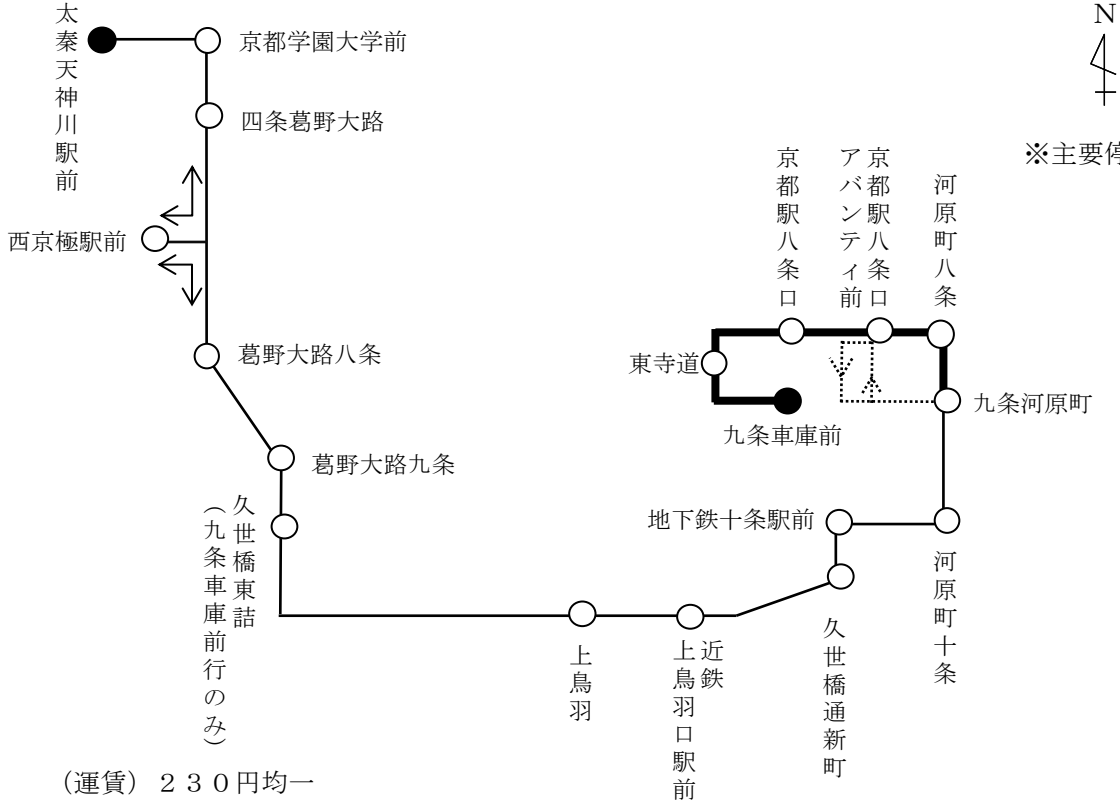 太秦天神川駅前
京都学園大学前
N
四条葛野大路
※主要停
西京極駅前
京都駅八条口
京都駅八条口
アバンティ前
河原町八条
葛野大路八条
東寺道
九条河原町
九条車庫前
葛野大路九条
久世橋東詰
（九条車庫前行のみ）
地下鉄十条駅前
河原町十条
上鳥羽
近鉄
上鳥羽口駅前
久世橋通新町
（運賃）２３０円均一